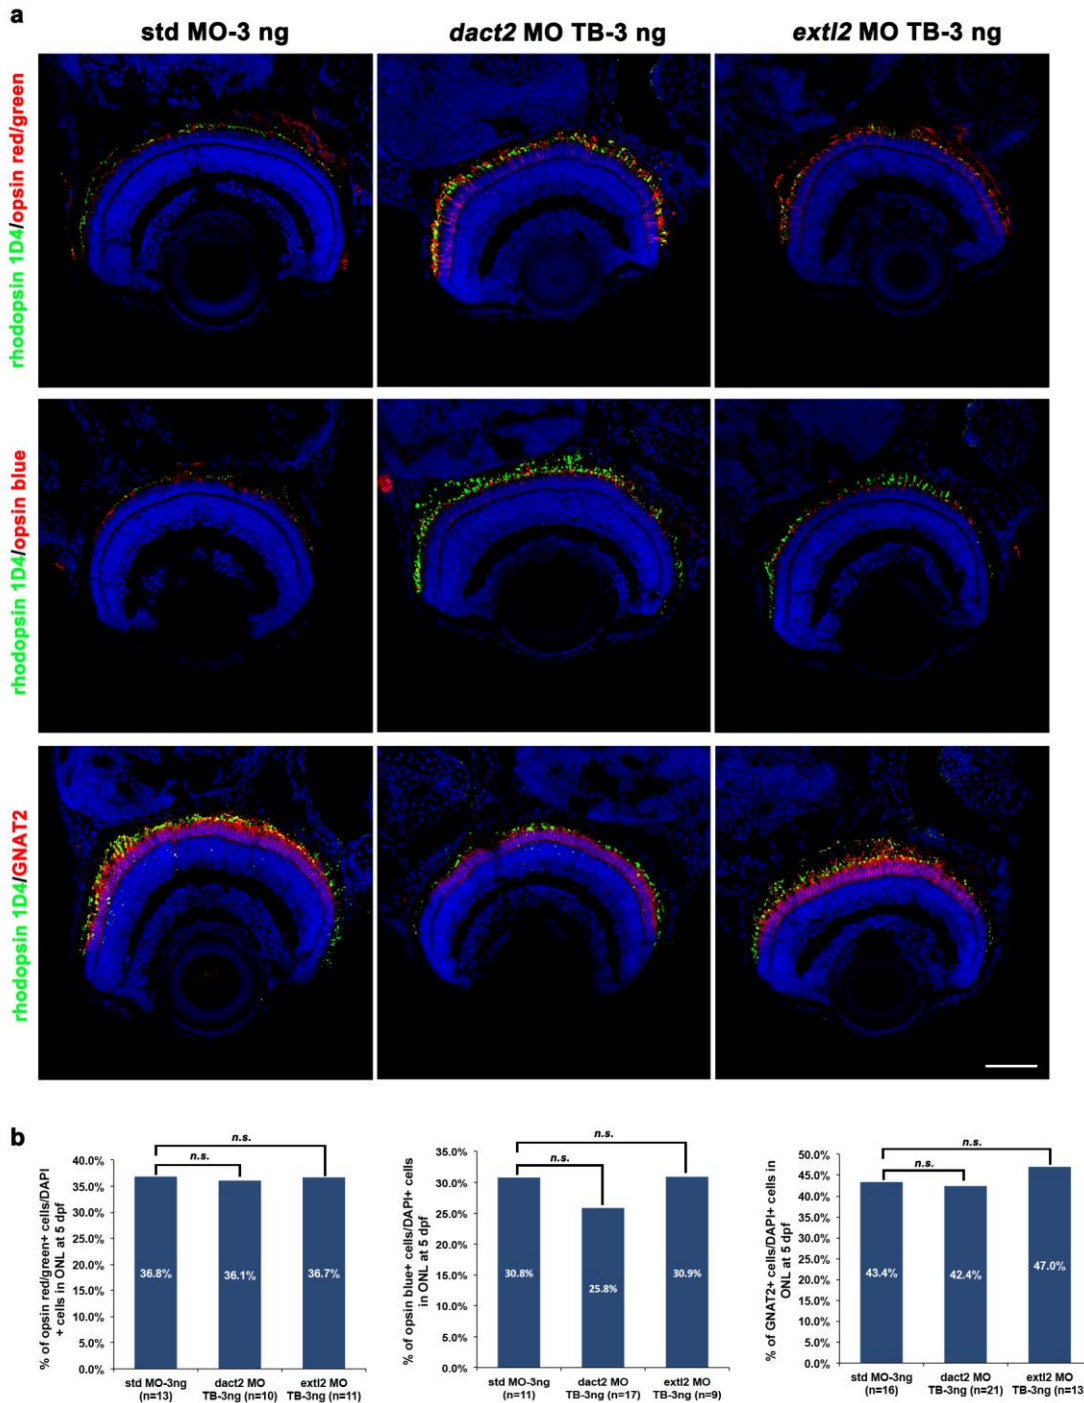 a
std MO-3 ng
dact2 MO TB-3 ng
extl2 MO TB-3 ng
rhodopsin 1D4/opsin red/green
rhodopsin 1D4/opsin blue
rhodopsin 1D4/GNAT2
b
% of opsin red/green+ cells/DAPI
+ cells in ONL at 5 dpf
40.0%
35.0%
30.0%
25.0%
20.0%
15.0%
10.0%
5.0%
0.0%
n.s.
n.s.
36.8%
36.1%
36.7%
std MO-3ng
(n=13)
dact2 MO
TB-3ng (n=10)
extl2 MO
TB-3ng (n=11)
% of opsin blue+ cells/DAPI+ cells
in ONL at 5 dpf
35.0%
30.0%
25.0%
20.0%
15.0%
10.0%
5.0%
0.0%
n.s.
n.s.
30.8%
25.8%
30.9%
std MO-3ng
(n=11)
dact2 MO
TB-3ng (n=17)
extl2 MO
TB-3ng (n=9)
% of GNAT2+ cells/DAPI+ cells in
ONL at 5 dpf
50.0%
45.0%
40.0%
35.0%
30.0%
25.0%
20.0%
15.0%
10.0%
5.0%
0.0%
n.s.
n.s.
43.4%
42.4%
47.0%
std MO-3ng
(n=16)
dact2 MO
TB-3ng (n=21)
extl2 MO
TB-3ng (n=13